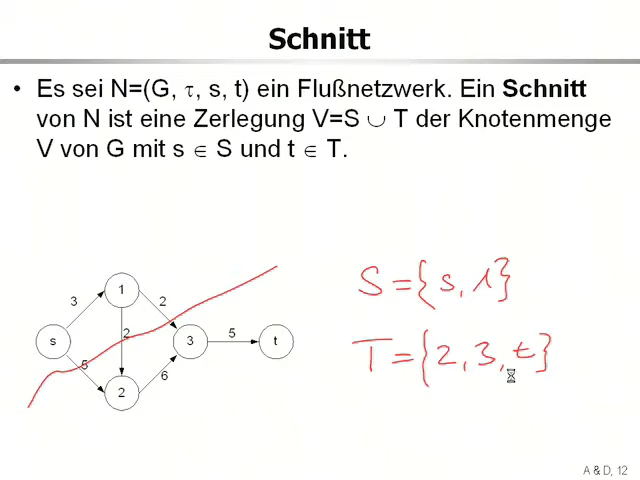 Schnitt
• Es sei N=(G, τ, s, t) ein Flußnetzwerk. Ein Schnitt
von N ist eine Zerlegung V=S ∪ T der Knotenmenge
V von G mit s ∈ S und t ∈ T.
1
3
2
s
2
3
5
t
5
2
6
S={s,1}
T={2,3,t}
A & D, 12